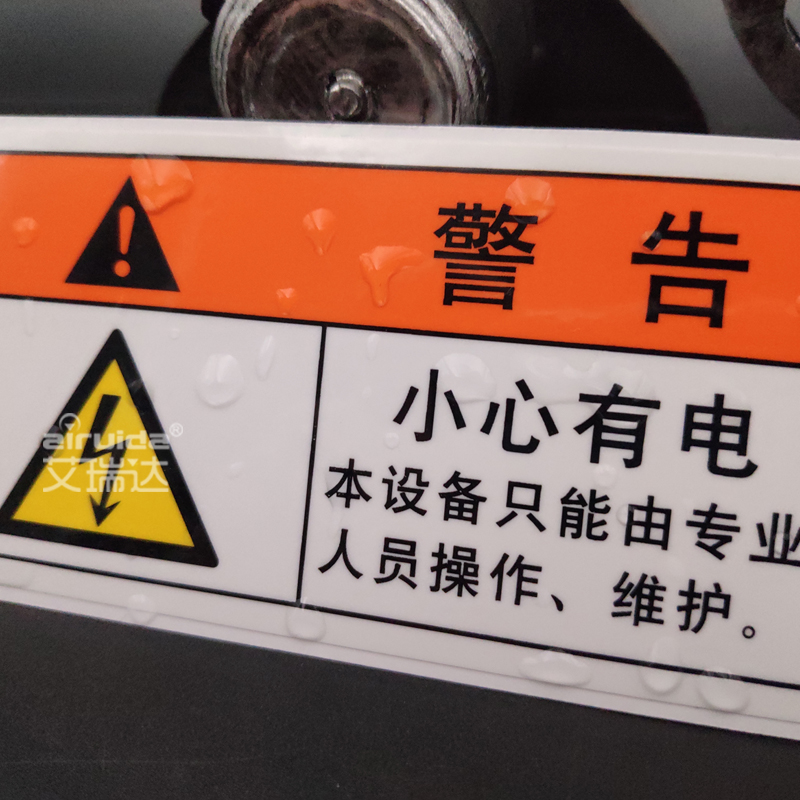 警告
小心有电
本设备只能由专业
人员操作、维护。
airuida®
艾瑞达